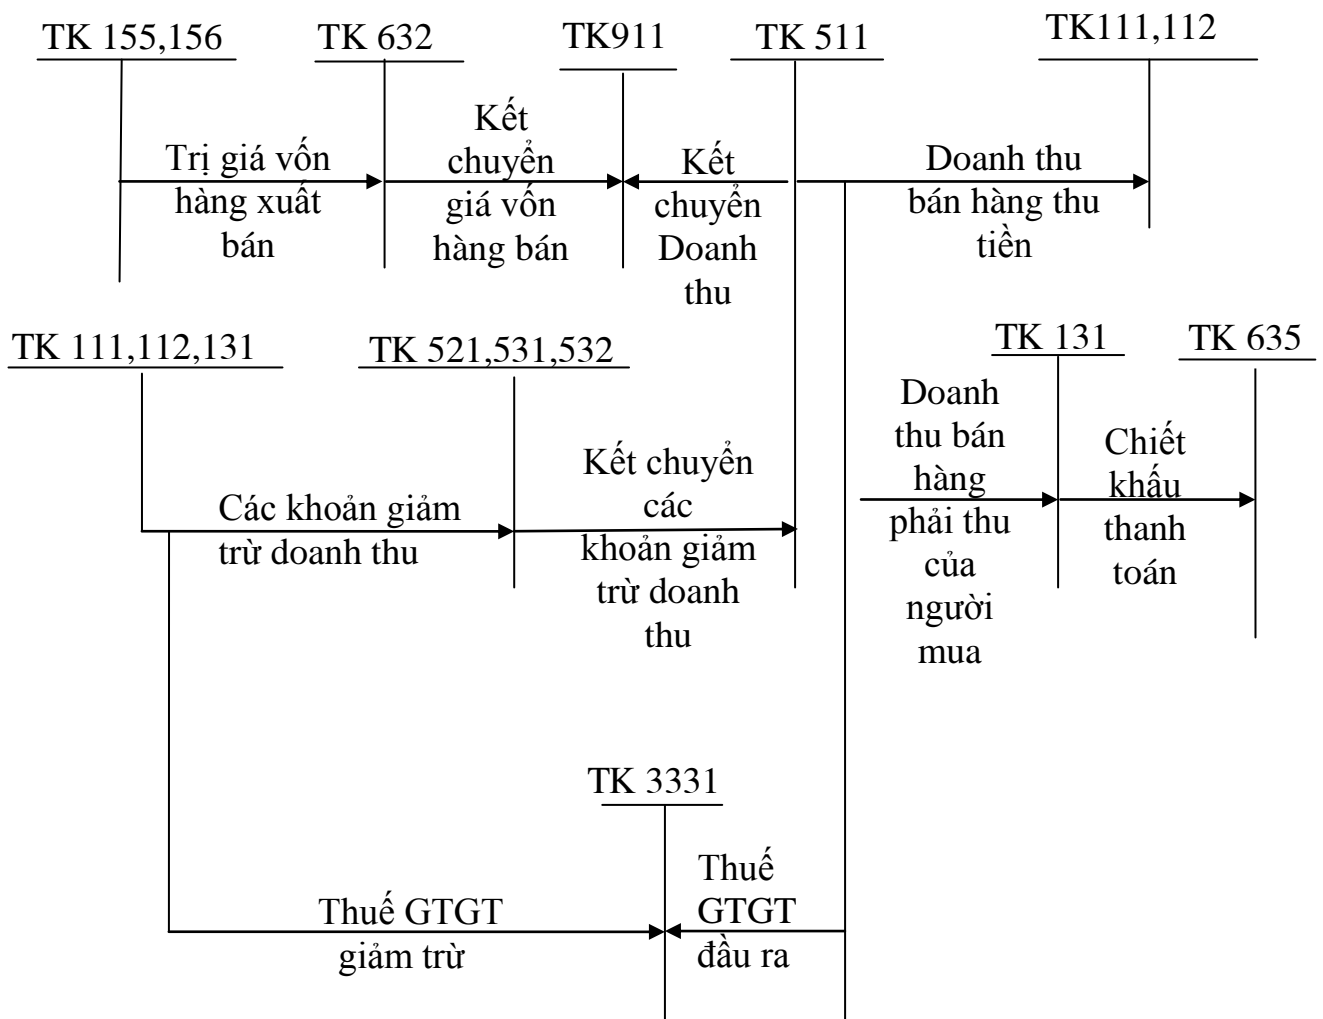 TK 155,156
TK 632
TK911
TK 511
TK111,112
Trị giá vốn
hàng xuất
bán
Kết
chuyển
giá vốn
hàng bán
Kết
chuyển
Doanh
thu
Doanh thu
bán hàng thu
tiền
TK 111,112,131
TK 521,531,532
TK 131
TK 635
Các khoản giảm
trừ doanh thu
Kết chuyển
các
khoản giảm
trừ doanh
thu
Doanh
thu bán
hàng
phải thu
của
người
mua
Chiết
khấu
thanh
toán
TK 3331
Thuế GTGT
giảm trừ
Thuế
GTGT
đầu ra